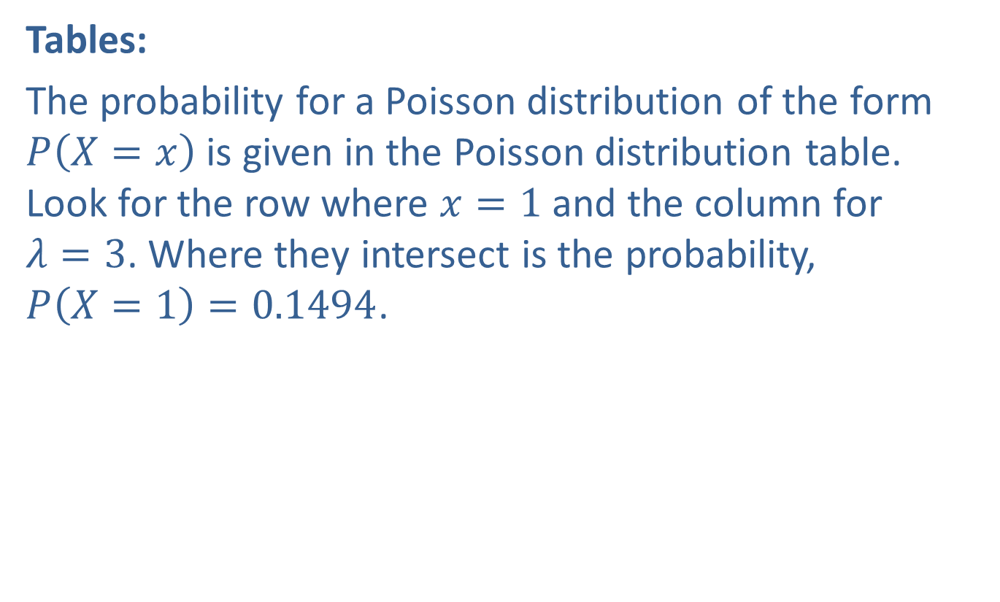 Tables:
The probability for a Poisson distribution of the form
𝑃(𝑋 = 𝑥) is given in the Poisson distribution table.
Look for the row where 𝑥 = 1 and the column for
𝜆 = 3. Where they intersect is the probability,
𝑃(𝑋 = 1) = 0.1494.